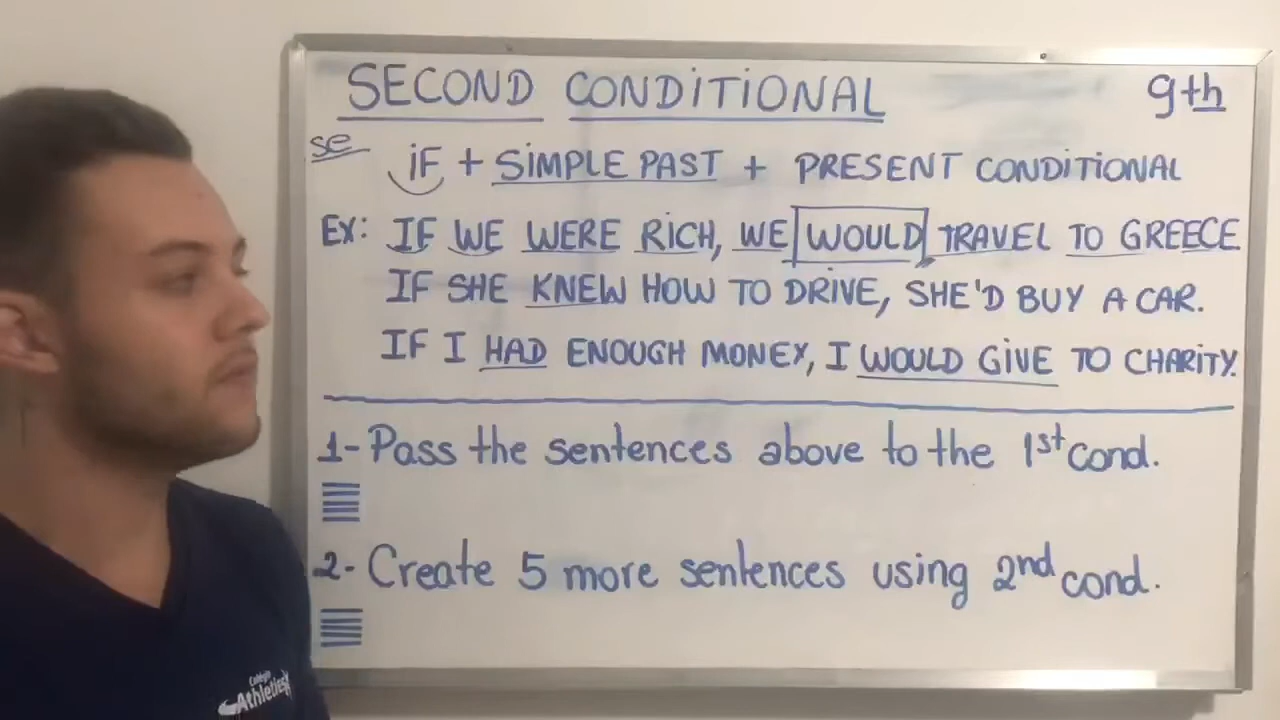 SECOND CONDITIONAL 9th
se
iF + SIMPLE PAST + PRESENT CONDITIONAL
Ex: IF WE WERE RICH, WE WOULD TRAVEL TO GREECE
IF SHE KNEW HOW TO DRIVE, SHE'D BUY A CAR.
IF I HAD ENOUGH MONEY, I WOULD GIVE TO CHARITY.
1- Pass the sentences above to the 1st cond.
2- Create 5 more sentences using 2nd cond.
Colégio
Athletics